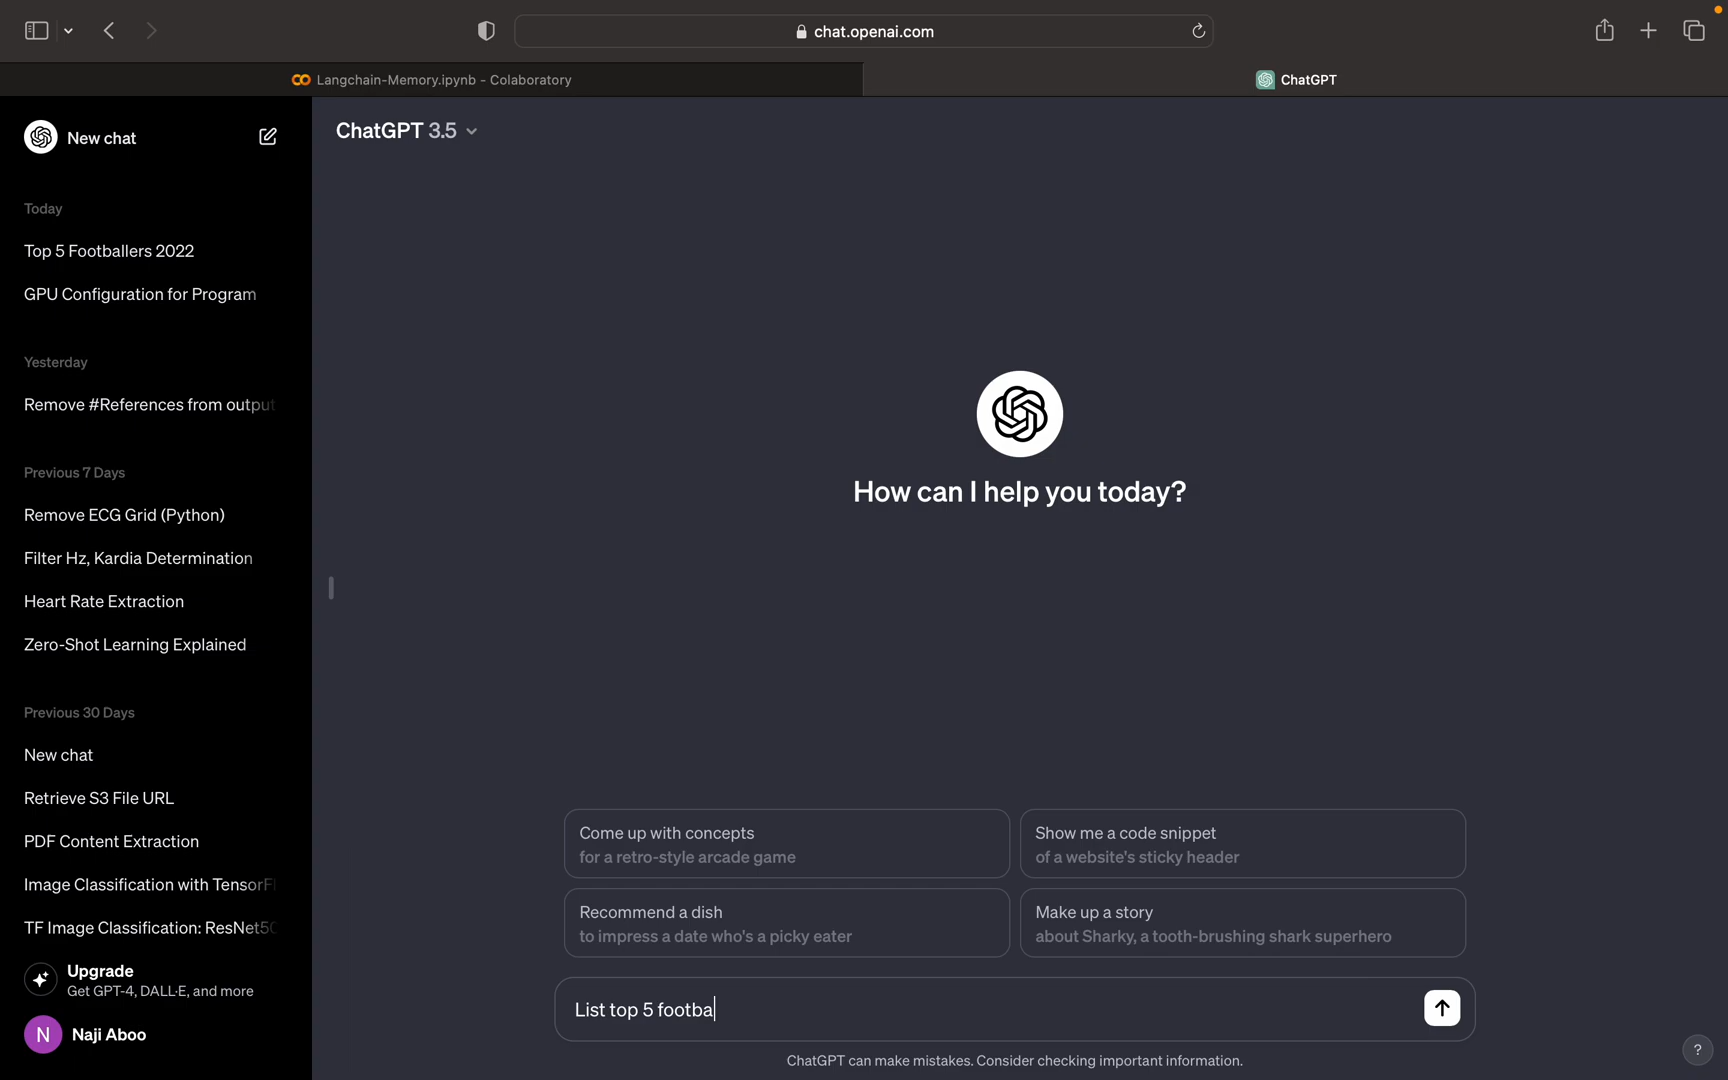 chat.openai.com
Langchain-Memory.ipynb - Colaboratory
ChatGPT
New chat
ChatGPT 3.5
Today
Top 5 Footballers 2022
GPU Configuration for Program
Yesterday
Remove #References from output
Previous 7 Days
Remove ECG Grid (Python)
Filter Hz, Kardia Determination
Heart Rate Extraction
Zero-Shot Learning Explained
Previous 30 Days
New chat
Retrieve S3 File URL
PDF Content Extraction
Image Classification with TensorFl
TF Image Classification: ResNet50
Upgrade
Get GPT-4, DALL·E, and more
N
Naji Aboo
How can I help you today?
Come up with concepts
for a retro-style arcade game
Show me a code snippet
of a website's sticky header
Recommend a dish
to impress a date who's a picky eater
Make up a story
about Sharky, a tooth-brushing shark superhero
List top 5 footba
ChatGPT can make mistakes. Consider checking important information.
?